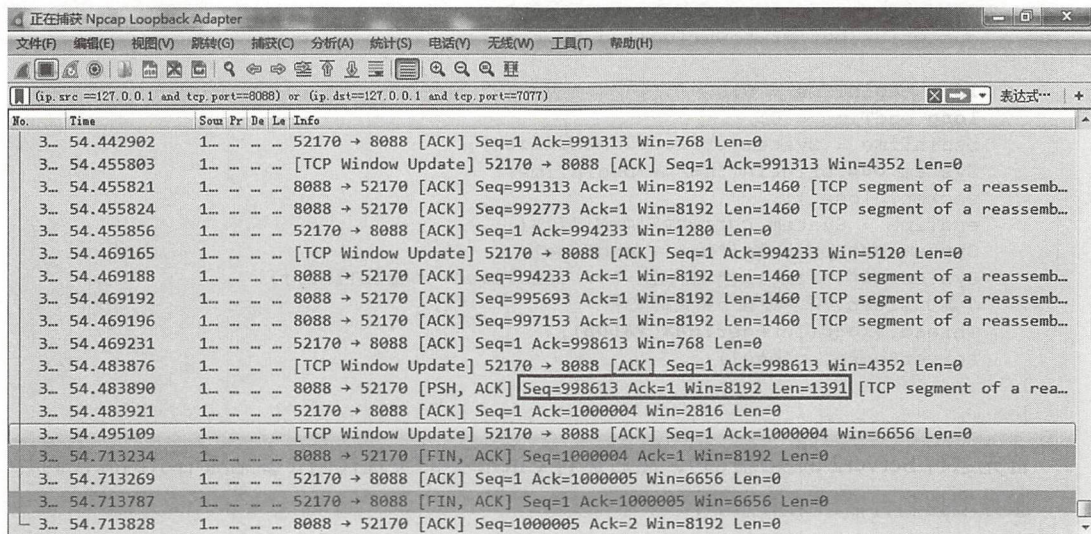 正在捕获 Npcap Loopback Adapter
文件(F) 编辑(E) 视图(V) 跳转(G) 捕获(C) 分析(A) 统计(S) 电话(Y) 无线(W) 工具(T) 帮助(H)
(ip.src ==127.0.0.1 and tcp.port==8088) or (ip.dst==127.0.0.1 and tcp.port==7077) 表达式… +
No. Time Sour Pr De Le Info
3… 54.442902 1… … … … 52170 → 8088 [ACK] Seq=1 Ack=991313 Win=768 Len=0
3… 54.455803 1… … … … [TCP Window Update] 52170 → 8088 [ACK] Seq=1 Ack=991313 Win=4352 Len=0
3… 54.455821 1… … … … 8088 → 52170 [ACK] Seq=991313 Ack=1 Win=8192 Len=1460 [TCP segment of a reassemb…
3… 54.455824 1… … … … 8088 → 52170 [ACK] Seq=992773 Ack=1 Win=8192 Len=1460 [TCP segment of a reassemb…
3… 54.455856 1… … … … 52170 → 8088 [ACK] Seq=1 Ack=994233 Win=1280 Len=0
3… 54.469165 1… … … … [TCP Window Update] 52170 → 8088 [ACK] Seq=1 Ack=994233 Win=5120 Len=0
3… 54.469188 1… … … … 8088 → 52170 [ACK] Seq=994233 Ack=1 Win=8192 Len=1460 [TCP segment of a reassemb…
3… 54.469192 1… … … … 8088 → 52170 [ACK] Seq=995693 Ack=1 Win=8192 Len=1460 [TCP segment of a reassemb…
3… 54.469196 1… … … … 8088 → 52170 [ACK] Seq=997153 Ack=1 Win=8192 Len=1460 [TCP segment of a reassemb…
3… 54.469231 1… … … … 52170 → 8088 [ACK] Seq=1 Ack=998613 Win=768 Len=0
3… 54.483876 1… … … … [TCP Window Update] 52170 → 8088 [ACK] Seq=1 Ack=998613 Win=4352 Len=0
3… 54.483890 1… … … … 8088 → 52170 [PSH, ACK] Seq=998613 Ack=1 Win=8192 Len=1391 [TCP segment of a rea…
3… 54.483921 1… … … … 52170 → 8088 [ACK] Seq=1 Ack=1000004 Win=2816 Len=0
3… 54.495109 1… … … … [TCP Window Update] 52170 → 8088 [ACK] Seq=1 Ack=1000004 Win=6656 Len=0
3… 54.713234 1… … … … 8088 → 52170 [FIN, ACK] Seq=1000004 Ack=1 Win=8192 Len=0
3… 54.713269 1… … … … 52170 → 8088 [ACK] Seq=1 Ack=1000005 Win=6656 Len=0
3… 54.713787 1… … … … 52170 → 8088 [FIN, ACK] Seq=1 Ack=1000005 Win=6656 Len=0
3… 54.713828 1… … … … 8088 → 52170 [ACK] Seq=1000005 Ack=2 Win=8192 Len=0